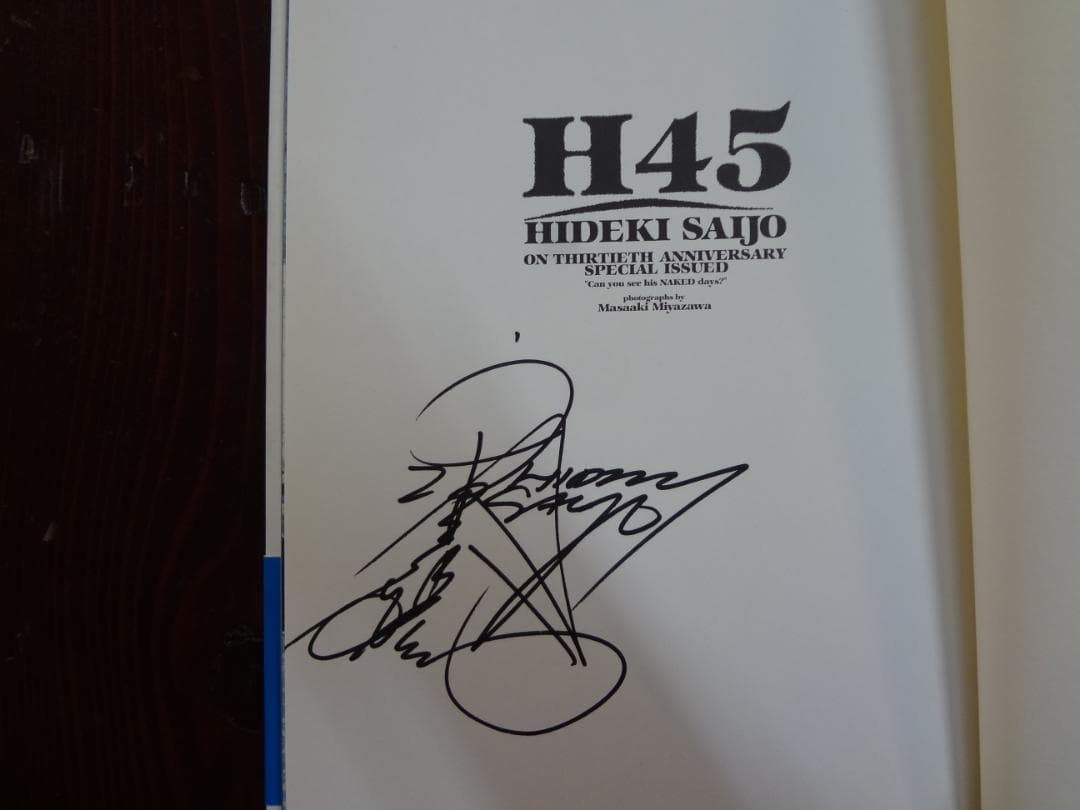 H45
HIDEKI SAIJO
ON THIRTIETH ANNIVERSARY
SPECIAL ISSUED
"Can you see his NAKED days?"
photographs by
Masaaki Miyazawa